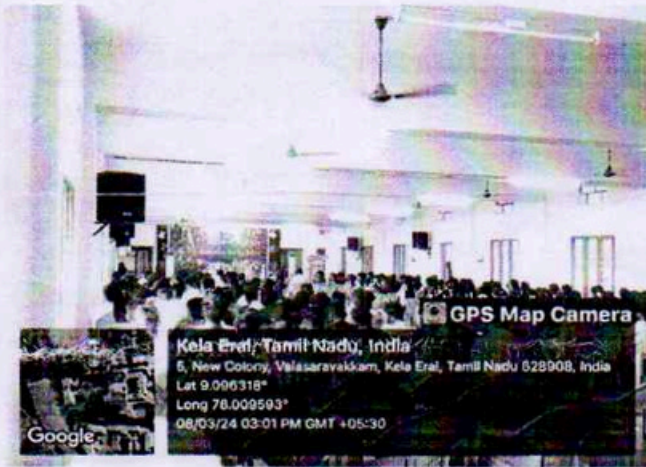 GPS Map Camera
Kela Eral, Tamil Nadu, India
5, New Colony, Valasaravakkam, Kela Eral, Tamil Nadu 628908, India
Lat 9.096318°
Long 78.009593°
08/03/24 03:01 PM GMT +05:30
Google